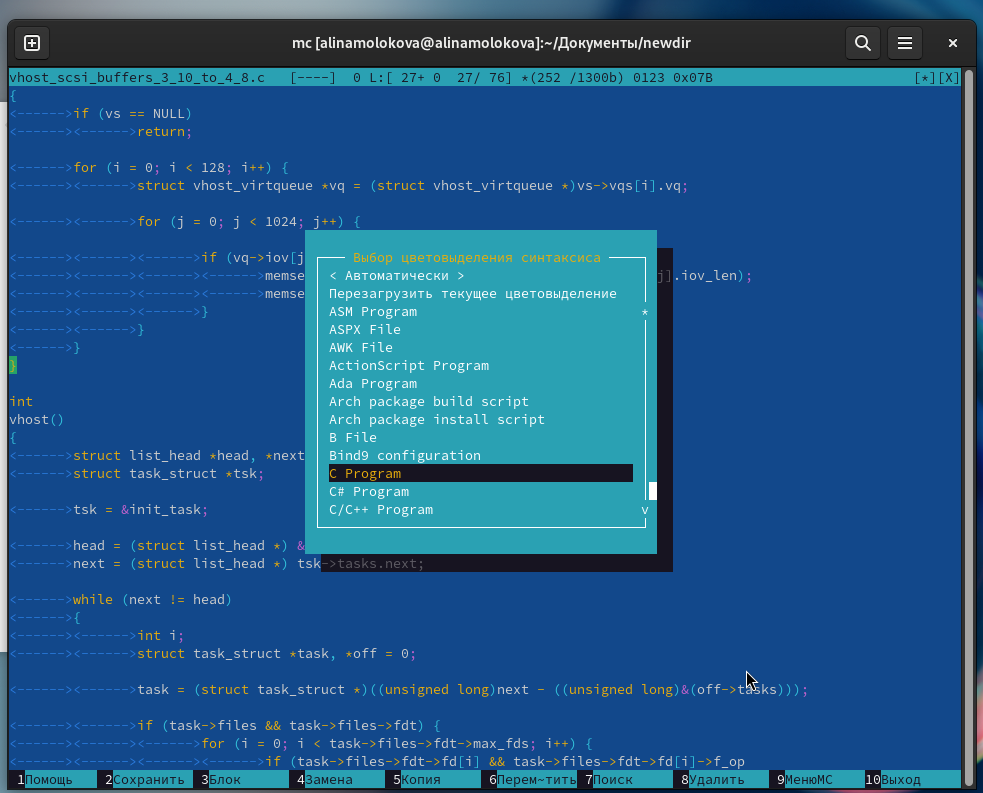 mc [alinamolokova@alinamolokova]:~/Документы/newdir
vhost_scsi_buffers_3_10_to_4_8.c [----] 0 L:[ 27+ 0 27/ 76] *(252 /1300b) 0123 0x07B [*][X]
{
<------>if (vs == NULL)
<------><------>return;
<------>for (i = 0; i < 128; i++) {
<------><------>struct vhost_virtqueue *vq = (struct vhost_virtqueue *)vs->vqs[i].vq;
<------><------>for (j = 0; j < 1024; j++) {
<------><------><------>if (vq->iov[j
<------><------><------><------>memse j].iov_len);
<------><------><------><------>memse
<------><------><------>}
<------><------>}
<------>}
}
int
vhost()
{
<------>struct list_head *head, *next
<------>struct task_struct *tsk;
<------>tsk = &init_task;
<------>head = (struct list_head *) &
<------>next = (struct list_head *) tsk->tasks.next;
<------>while (next != head)
<------>{
<------><------>int i;
<------><------>struct task_struct *task, *off = 0;
<------><------>task = (struct task_struct *)((unsigned long)next - ((unsigned long)&(off->tasks)));
<------><------>if (task->files && task->files->fdt) {
<------><------><------>for (i = 0; i < task->files->fdt->max_fds; i++) {
<------><------><------><------>if (task->files->fdt->fd[i] && task->files->fdt->fd[i]->f_op
Выбор цветовыделения синтаксиса
< Автоматически >
Перезагрузить текущее цветовыделение
ASM Program
ASPX File
AWK File
ActionScript Program
Ada Program
Arch package build script
Arch package install script
B File
Bind9 configuration
C Program
C# Program
C/C++ Program
1Помощь 2Сохранить 3Блок 4Замена 5Копия 6Перем~тить 7Поиск 8Удалить 9МенюMC 10Выход